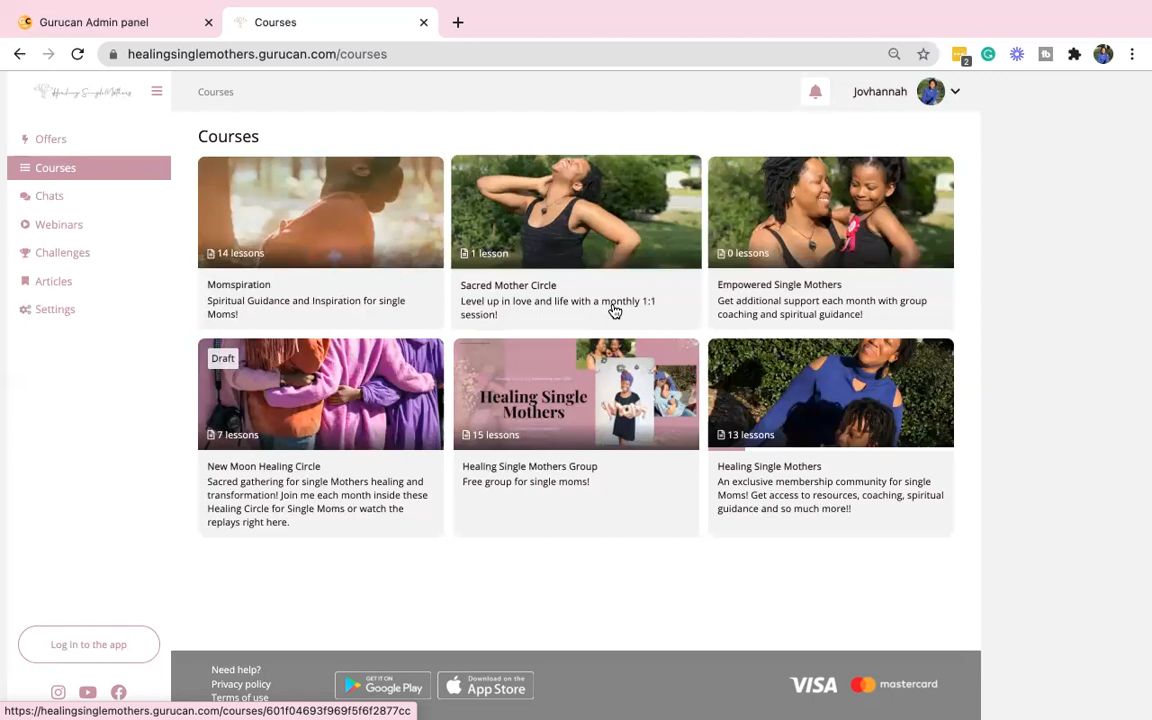 Gurucan Admin panel
Courses
healingsinglemothers.gurucan.com/courses
2
Healing Single Mothers
Courses
Jovhannah
Offers
Courses
Chats
Webinars
Challenges
Articles
Settings
Courses
14 lessons
1 lesson
0 lessons
Momspiration
Spiritual Guidance and Inspiration for single
Moms!
Sacred Mother Circle
Level up in love and life with a monthly 1:1
session!
Empowered Single Mothers
Get additional support each month with group
coaching and spiritual guidance!
Draft
7 lessons
Healing Single
Mothers
15 lessons
13 lessons
New Moon Healing Circle
Sacred gathering for single Mothers healing and
transformation! Join me each month inside these
Healing Circle for Single Moms or watch the
replays right here.
Healing Single Mothers Group
Free group for single moms!
Healing Single Mothers
An exclusive membership community for single
Moms! Get access to resources, coaching, spiritual
guidance and so much more!!
Log in to the app
Need help?
Privacy policy
Terms of use
GET IT ON
Google Play
Download on the
App Store
VISA
mastercard
https://healingsinglemothers.gurucan.com/courses/601f04693f969f5f6f2877cc